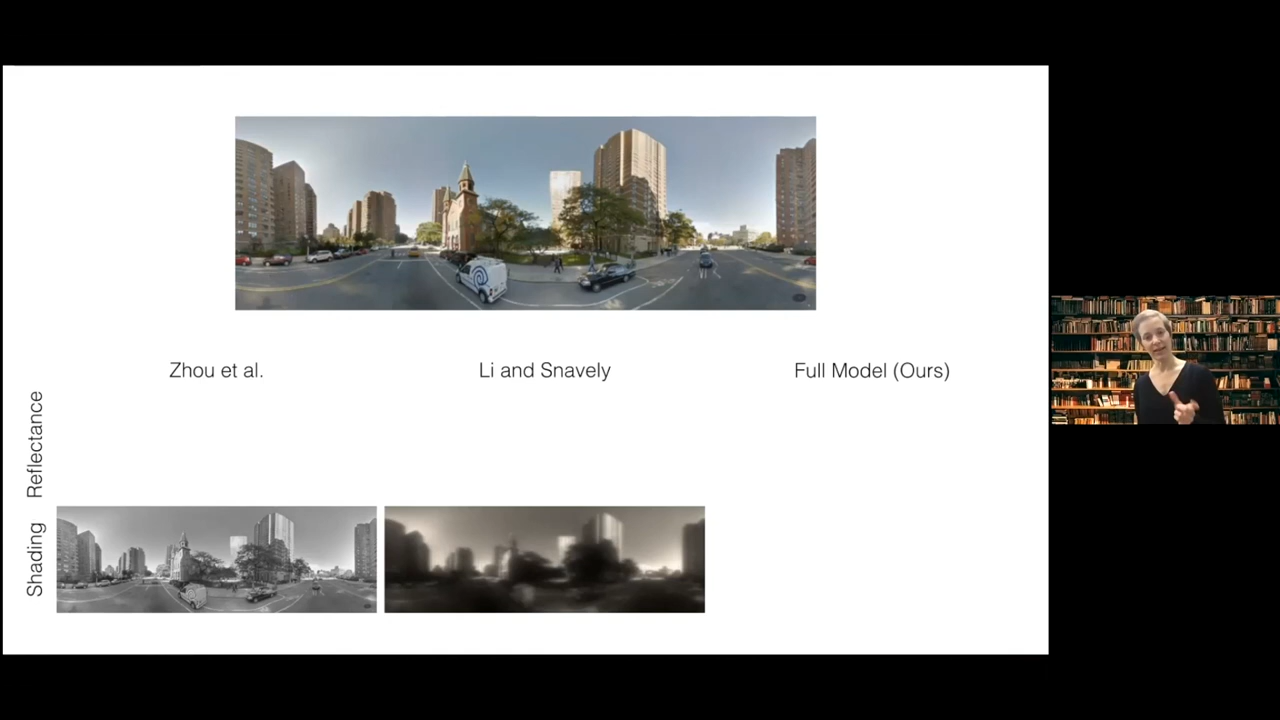 Zhou et al.
Li and Snavely
Full Model (Ours)
Reflectance
Shading